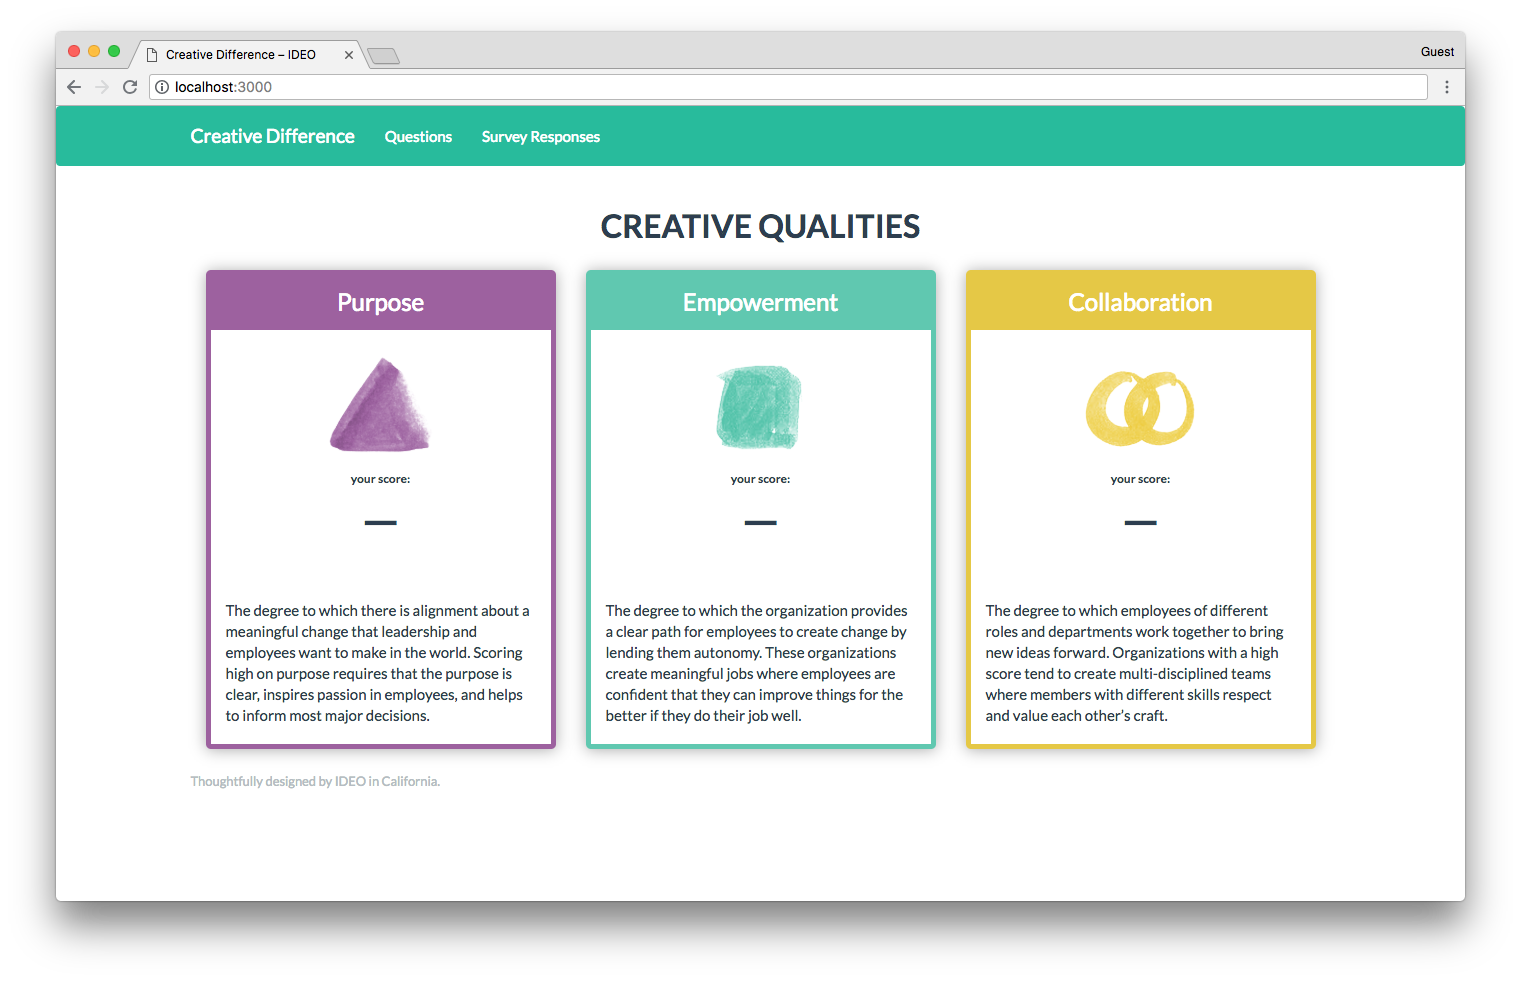 Creative Difference – IDEO
Guest
localhost:3000
Creative Difference Questions Survey Responses
CREATIVE QUALITIES
Purpose
your score:
—
The degree to which there is alignment about a
meaningful change that leadership and
employees want to make in the world. Scoring
high on purpose requires that the purpose is
clear, inspires passion in employees, and helps
to inform most major decisions.
Empowerment
your score:
—
The degree to which the organization provides
a clear path for employees to create change by
lending them autonomy. These organizations
create meaningful jobs where employees are
confident that they can improve things for the
better if they do their job well.
Collaboration
your score:
—
The degree to which employees of different
roles and departments work together to bring
new ideas forward. Organizations with a high
score tend to create multi-disciplined teams
where members with different skills respect
and value each other’s craft.
Thoughtfully designed by IDEO in California.